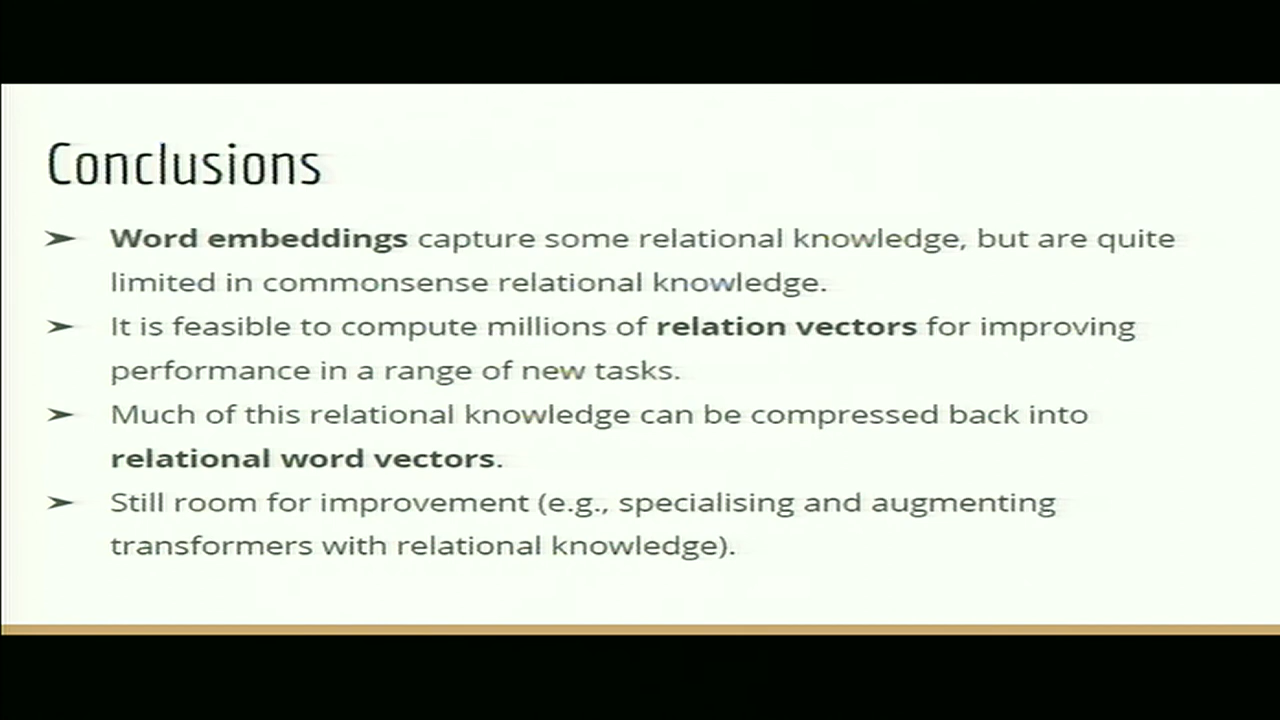 Conclusions
➤ Word embeddings capture some relational knowledge, but are quite
limited in commonsense relational knowledge.
➤ It is feasible to compute millions of relation vectors for improving
performance in a range of new tasks.
➤ Much of this relational knowledge can be compressed back into
relational word vectors.
➤ Still room for improvement (e.g., specialising and augmenting
transformers with relational knowledge).